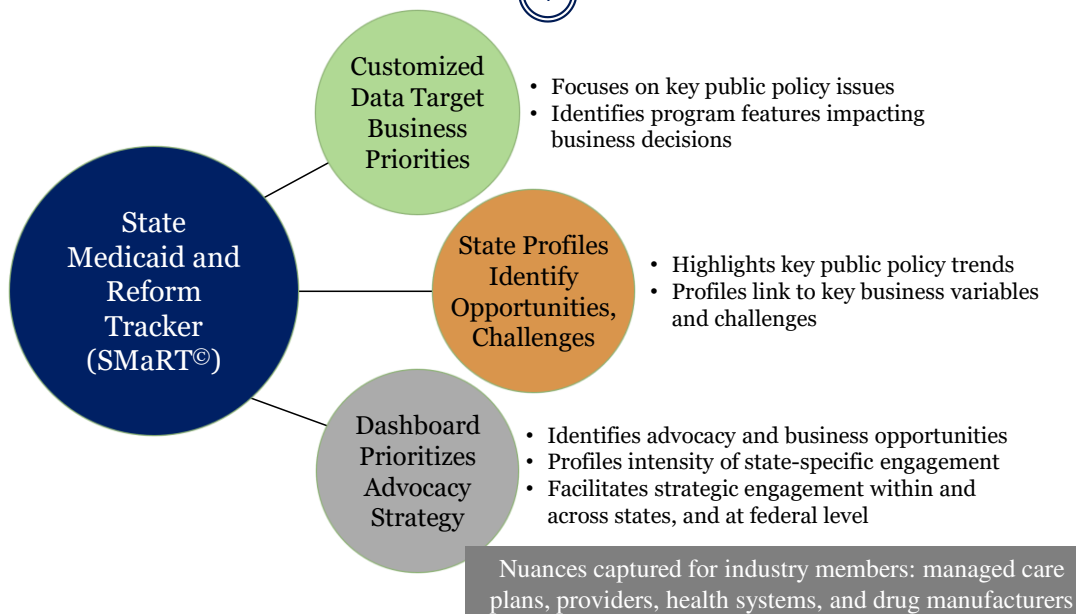 State
Medicaid and
Reform
Tracker
(SMaRT©)
Customized
Data Target
Business
Priorities
• Focuses on key public policy issues
• Identifies program features impacting
business decisions
State Profiles
Identify
Opportunities,
Challenges
• Highlights key public policy trends
• Profiles link to key business variables
and challenges
Dashboard
Prioritizes
Advocacy
Strategy
• Identifies advocacy and business opportunities
• Profiles intensity of state-specific engagement
• Facilitates strategic engagement within and
across states, and at federal level
Nuances captured for industry members: managed care
plans, providers, health systems, and drug manufacturers